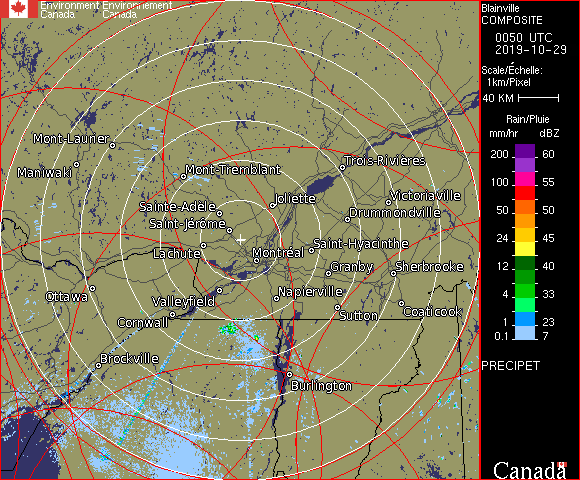 Environment Environnement
Canada Canada
Blainville
COMPOSITE
0050 UTC
2019-10-29
Scale/Échelle:
1km/Pixel
40 KM
Rain/Pluie
mm/hr dBZ
200 60
100 55
50 50
24 45
12 40
4 33
1 23
0.1 7
PRECIPET
Canada
Mont-Laurier
Maniwaki
Mont-Tremblant
Trois-Rivières
Sainte-Adele
Joliette
Victoriaville
Drummondville
Saint-Jérôme
Lachute
Montréal
Saint-Hyacinthe
Granby
Sherbrooke
Ottawa
Valleyfield
Napierville
Cornwall
Sutton
Coaticook
Brockville
Burlington